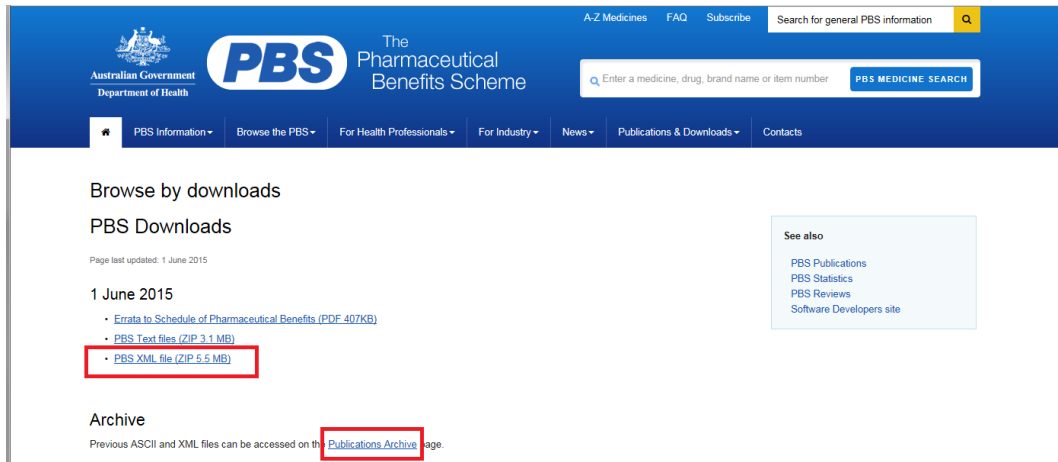 A-Z Medicines FAQ Subscribe Search for general PBS information
Australian Government
Department of Health
PBS
The
Pharmaceutical
Benefits Scheme
Enter a medicine, drug, brand name or item number PBS MEDICINE SEARCH
PBS Information Browse the PBS For Health Professionals For Industry News Publications & Downloads Contacts
Browse by downloads
PBS Downloads
Page last updated: 1 June 2015
1 June 2015
• Errata to Schedule of Pharmaceutical Benefits (PDF 407KB)
• PBS Text files (ZIP 3.1 MB)
• PBS XML file (ZIP 5.5 MB)
Archive
Previous ASCII and XML files can be accessed on the Publications Archive page.
See also
PBS Publications
PBS Statistics
PBS Reviews
Software Developers site